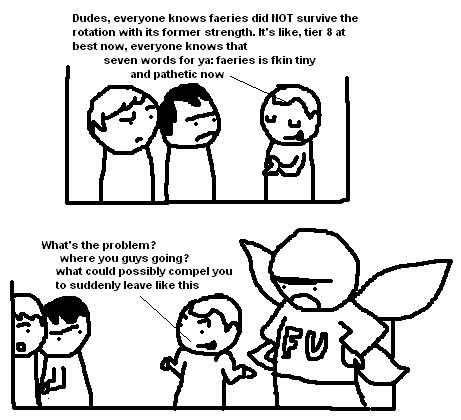 Dudes, everyone knows faeries did NOT survive the
rotation with its former strength. It's like, tier 8 at
best now, everyone knows that
seven words for ya: faeries is fkin tiny
and pathetic now
What's the problem?
where you guys going?
what could possibly compel you
to suddenly leave like this
FU